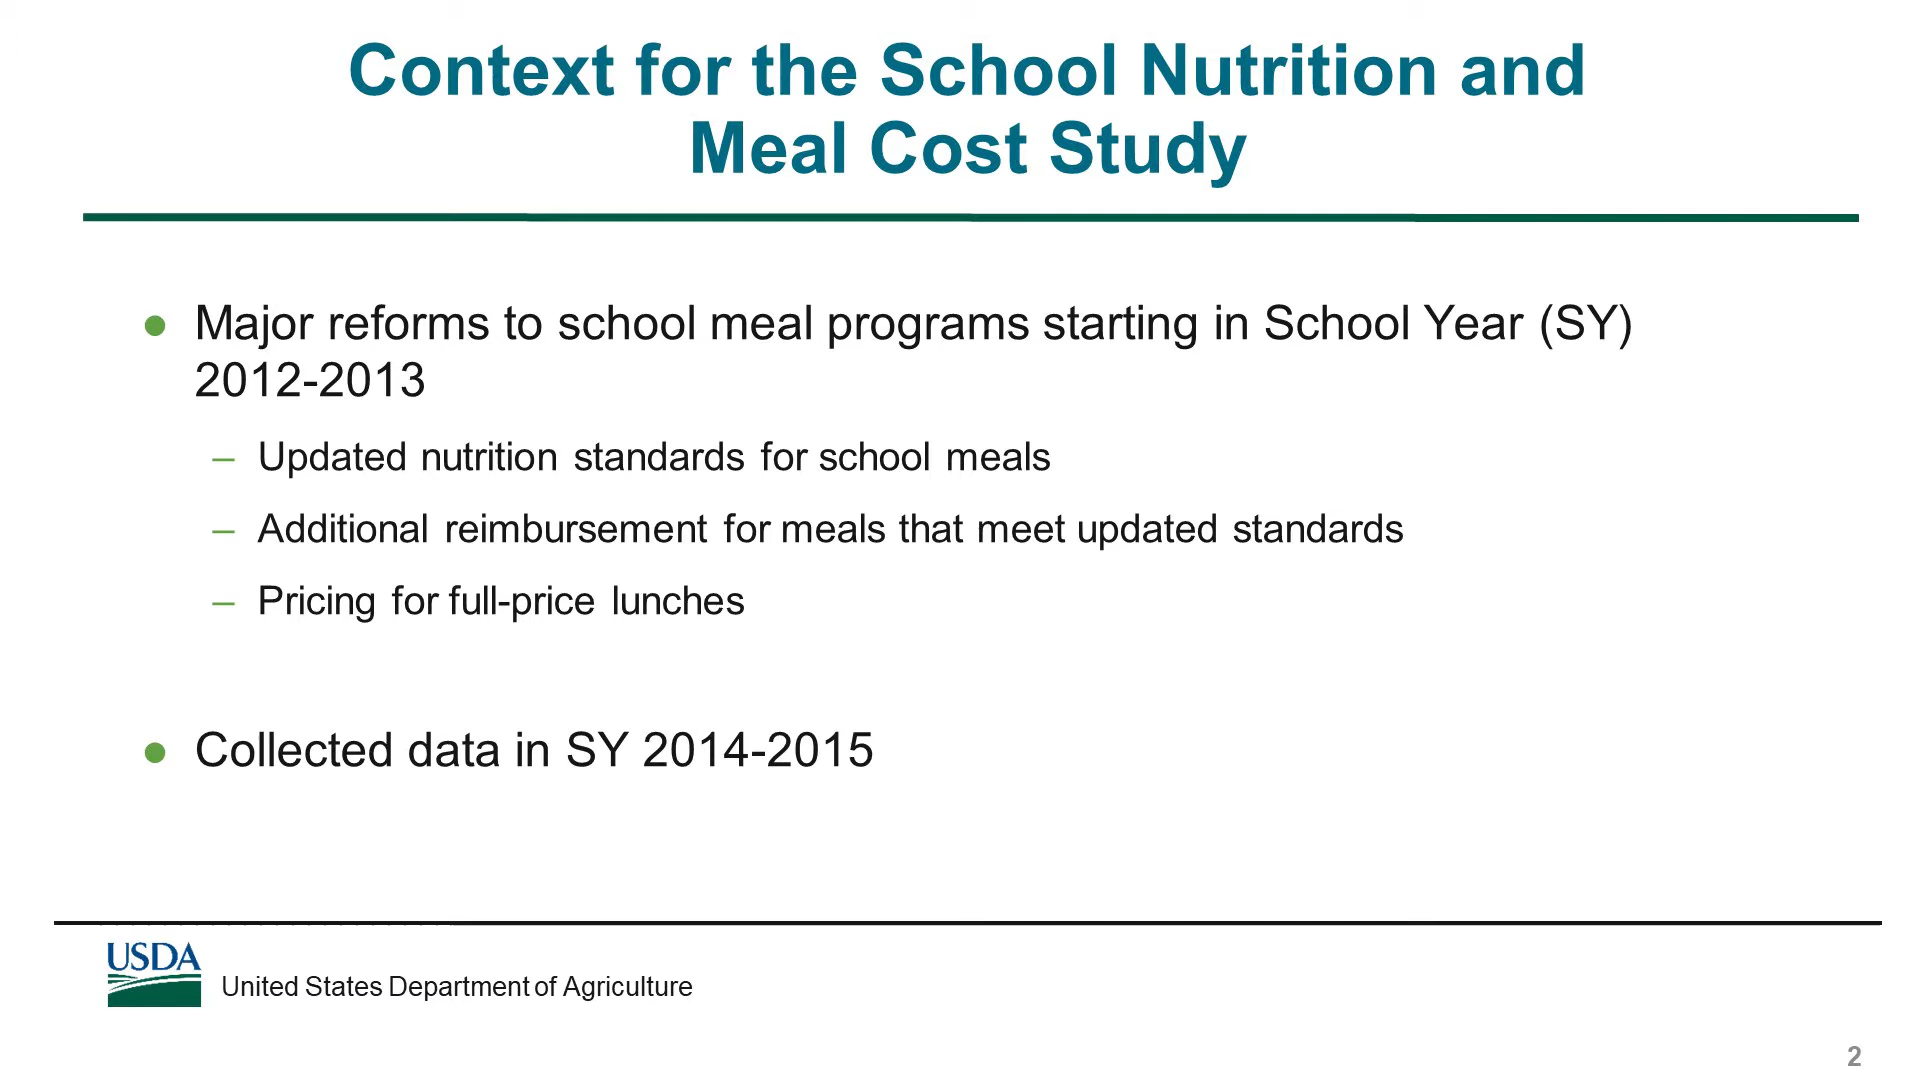 Context for the School Nutrition and
Meal Cost Study
● Major reforms to school meal programs starting in School Year (SY)
2012-2013
– Updated nutrition standards for school meals
– Additional reimbursement for meals that meet updated standards
– Pricing for full-price lunches
● Collected data in SY 2014-2015
USDA
United States Department of Agriculture
2